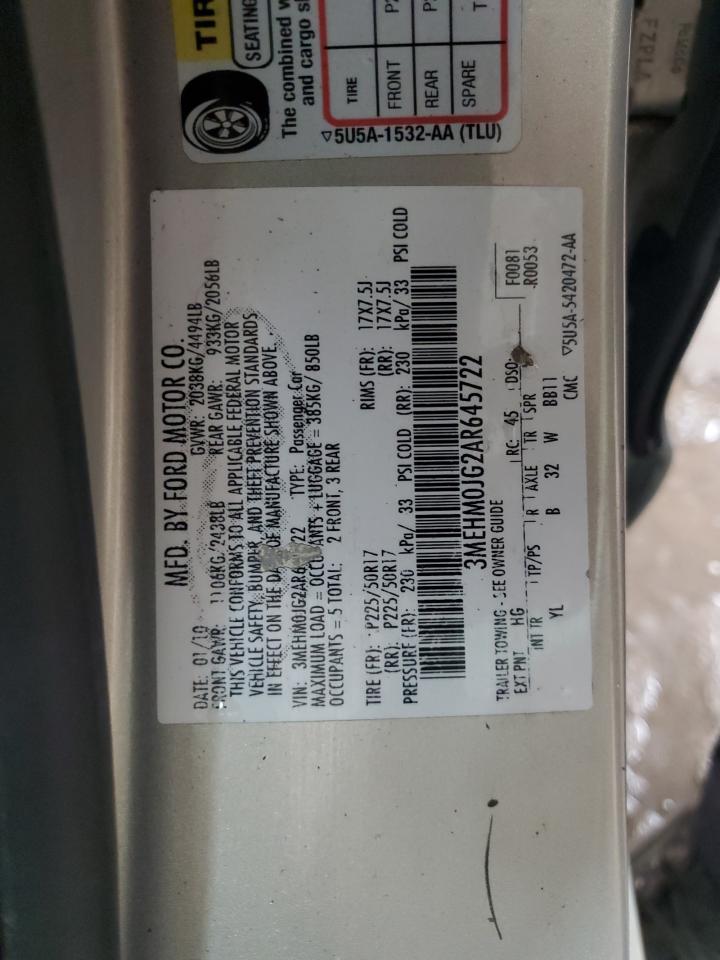 MFD. BY FORD MOTOR CO.
DATE: 01/10 GVWR: 2038KG/4494LB
FRONT GAWR: 1106KG/2438LB REAR GAWR: 933KG/2056LB
THIS VEHICLE CONFORMS TO ALL APPLICABLE FEDERAL MOTOR
VEHICLE SAFETY, BUMPER, AND THEFT PREVENTION STANDARDS
IN EFFECT ON THE DATE OF MANUFACTURE SHOWN ABOVE.
VIN: 3MEHM0JG2AR6 22 TYPE: Passenger Car
MAXIMUM LOAD = OCCUPANTS + LUGGAGE = 385KG/ 850LB
OCCUPANTS = 5 TOTAL: 2 FRONT, 3 REAR
TIRE (FR): P225/50R17 RIMS (FR): 17X7.5J
(RR): P225/50R17 (RR): 17X7.5J
PRESSURE (FR): 230 kPa/ 33 PSI COLD (RR): 230 kPa/ 33 PSI COLD
3MEHM0JG2AR645722
TRAILER TOWING - SEE OWNER GUIDE F0081
EXT PNT HG RC: 45 DSO: R0053
INT TR TP/PS R AXLE TR SPR
YL B 32 W BB11
CMC ▽5U5A-5420472-AA
TIR
SEATING
The combined w
and cargo s
TIRE
FRONT P2
REAR P
SPARE T
▽5U5A-1532-AA (TLU)
FZPLA